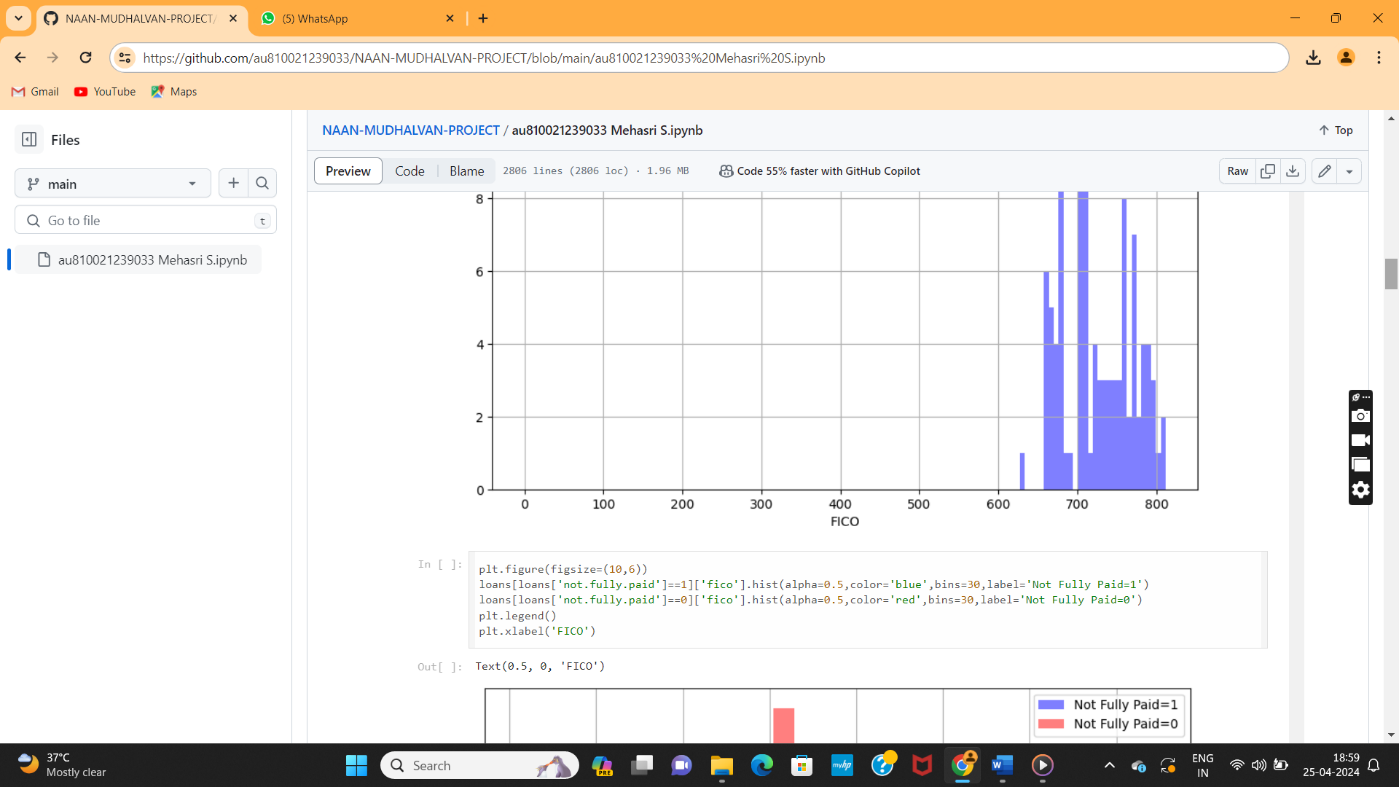 NAAN-MUDHALVAN-PROJECT/
(5) WhatsApp
https://github.com/au810021239033/NAAN-MUDHALVAN-PROJECT/blob/main/au810021239033%20Mehasri%20S.ipynb
Gmail YouTube Maps
Files
NAAN-MUDHALVAN-PROJECT / au810021239033 Mehasri S.ipynb
Top
main
Preview Code Blame 2806 lines (2806 loc) · 1.96 MB Code 55% faster with GitHub Copilot Raw
Go to file t
au810021239033 Mehasri S.ipynb
8
6
4
2
0
0 100 200 300 400 500 600 700 800
FICO
In [ ]:
plt.figure(figsize=(10,6))
loans[loans['not.fully.paid']==1]['fico'].hist(alpha=0.5,color='blue',bins=30,label='Not Fully Paid=1')
loans[loans['not.fully.paid']==0]['fico'].hist(alpha=0.5,color='red',bins=30,label='Not Fully Paid=0')
plt.legend()
plt.xlabel('FICO')
Out[ ]: Text(0.5, 0, 'FICO')
Not Fully Paid=1
Not Fully Paid=0
37°C
Mostly clear
Search
PRE
myhp
ENG
IN
18:59
25-04-2024